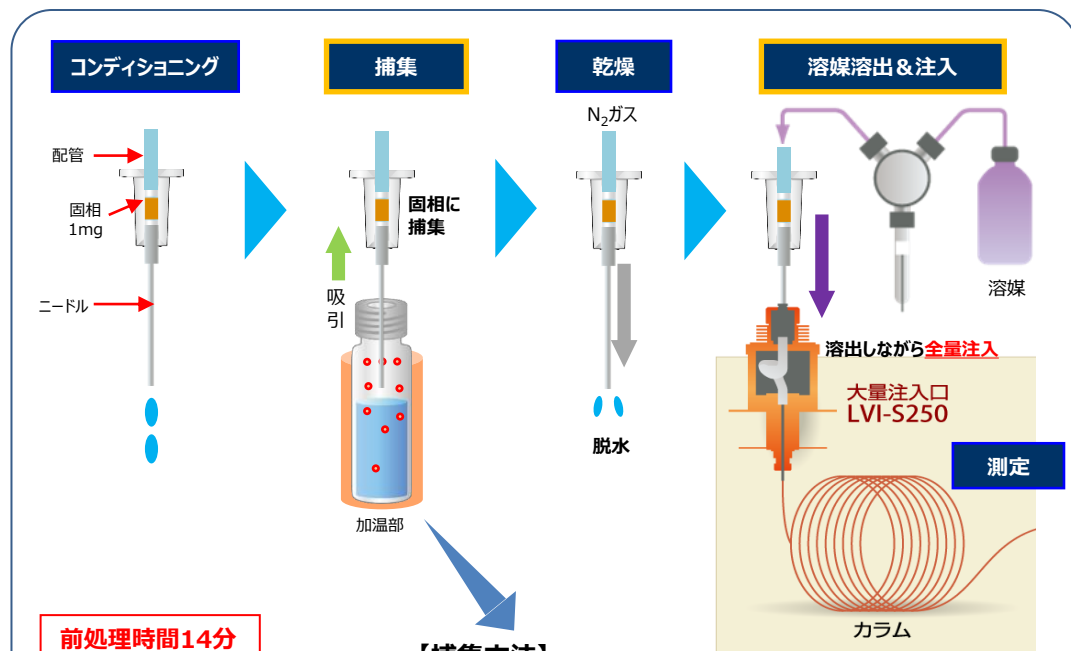 コンディショニング
捕集
乾燥
溶媒溶出＆注入
配管
固相
1mg
ニードル
固相に
捕集
吸
引
加温部
N₂ガス
脱水
溶媒
溶出しながら全量注入
大量注入口
LVI-S250
測定
カラム
前処理時間14分
【捕集方法】